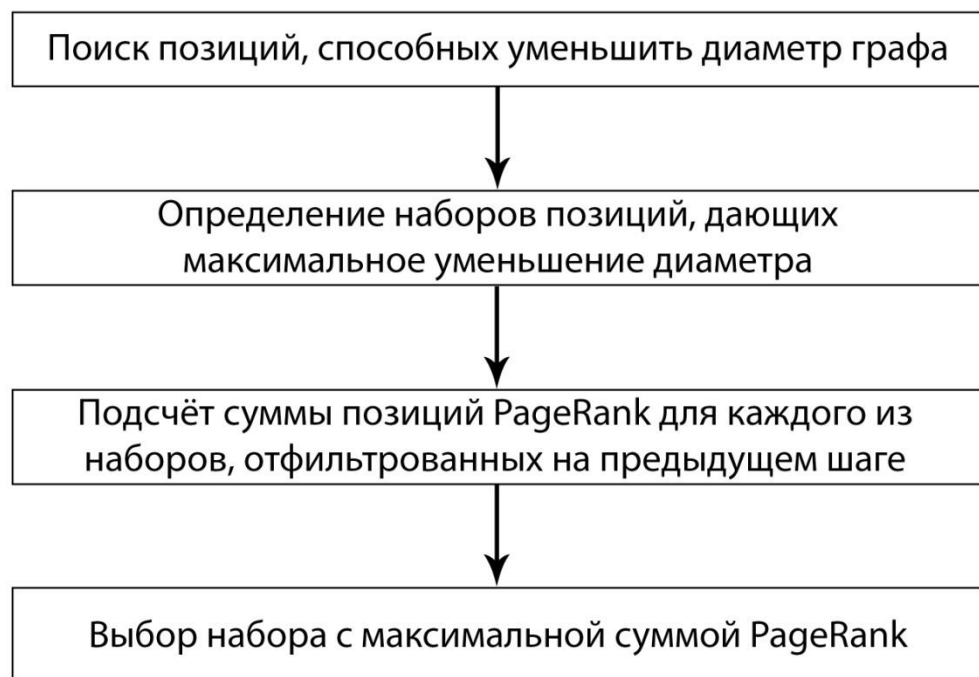 Поиск позиций, способных уменьшить диаметр графа
Определение наборов позиций, дающих
максимальное уменьшение диаметра
Подсчёт суммы позиций PageRank для каждого из
наборов, отфильтрованных на предыдущем шаге
Выбор набора с максимальной суммой PageRank